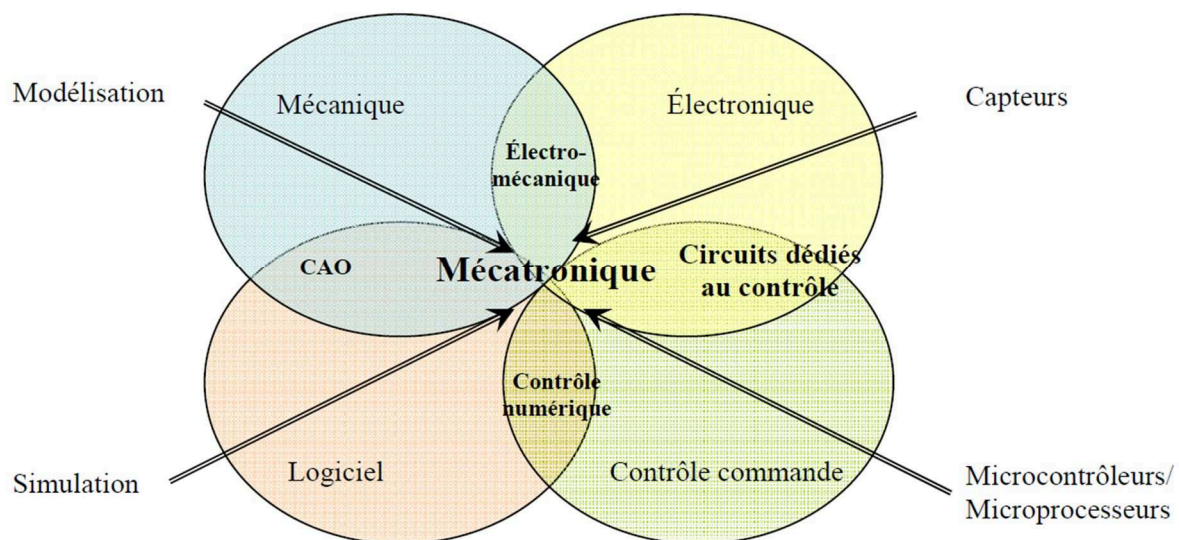 Modélisation
Mécanique
Électronique
Capteurs
Électro-
mécanique
CAO
Mécatronique
Circuits dédiés
au contrôle
Contrôle
numérique
Simulation
Logiciel
Contrôle commande
Microcontrôleurs/
Microprocesseurs